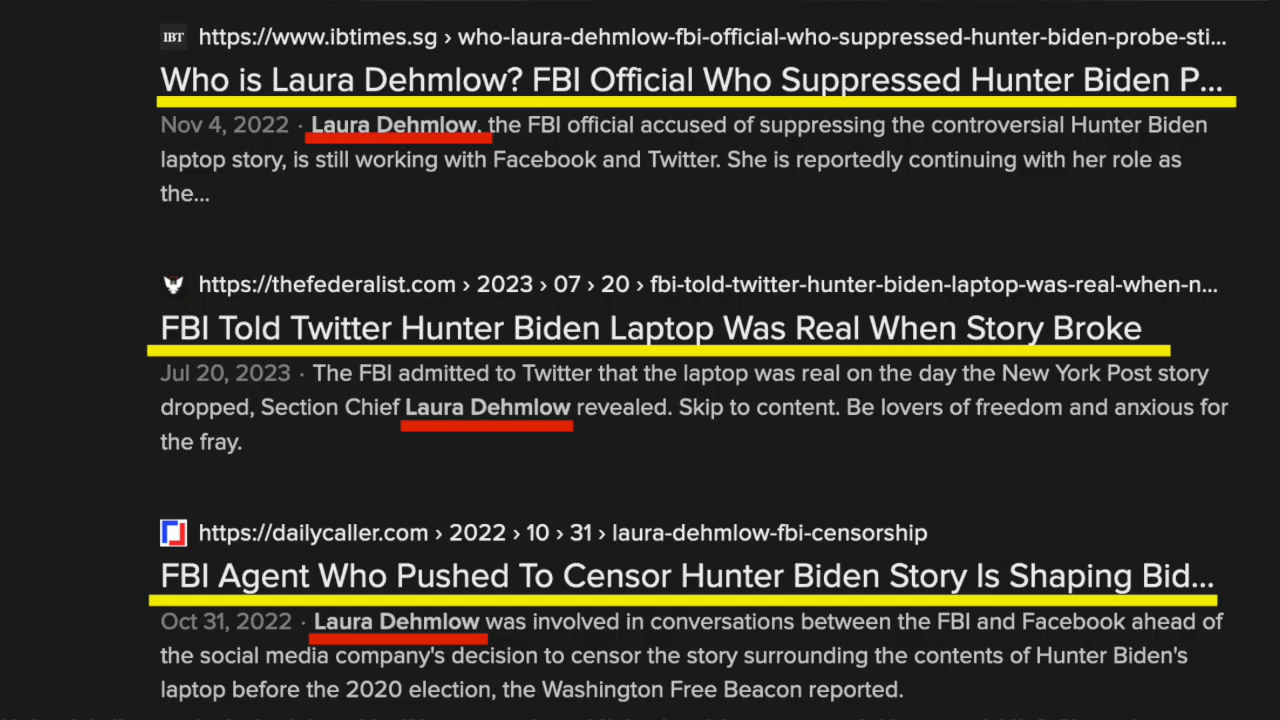 IBT https://www.ibtimes.sg › who-laura-dehmlow-fbi-official-who-suppressed-hunter-biden-probe-sti...
Who is Laura Dehmlow? FBI Official Who Suppressed Hunter Biden P...
Nov 4, 2022 · Laura Dehmlow, the FBI official accused of suppressing the controversial Hunter Biden
laptop story, is still working with Facebook and Twitter. She is reportedly continuing with her role as
the...
https://thefederalist.com › 2023 › 07 › 20 › fbi-told-twitter-hunter-biden-laptop-was-real-when-n...
FBI Told Twitter Hunter Biden Laptop Was Real When Story Broke
Jul 20, 2023 · The FBI admitted to Twitter that the laptop was real on the day the New York Post story
dropped, Section Chief Laura Dehmlow revealed. Skip to content. Be lovers of freedom and anxious for
the fray.
https://dailycaller.com › 2022 › 10 › 31 › laura-dehmlow-fbi-censorship
FBI Agent Who Pushed To Censor Hunter Biden Story Is Shaping Bid...
Oct 31, 2022 · Laura Dehmlow was involved in conversations between the FBI and Facebook ahead of
the social media company's decision to censor the story surrounding the contents of Hunter Biden's
laptop before the 2020 election, the Washington Free Beacon reported.